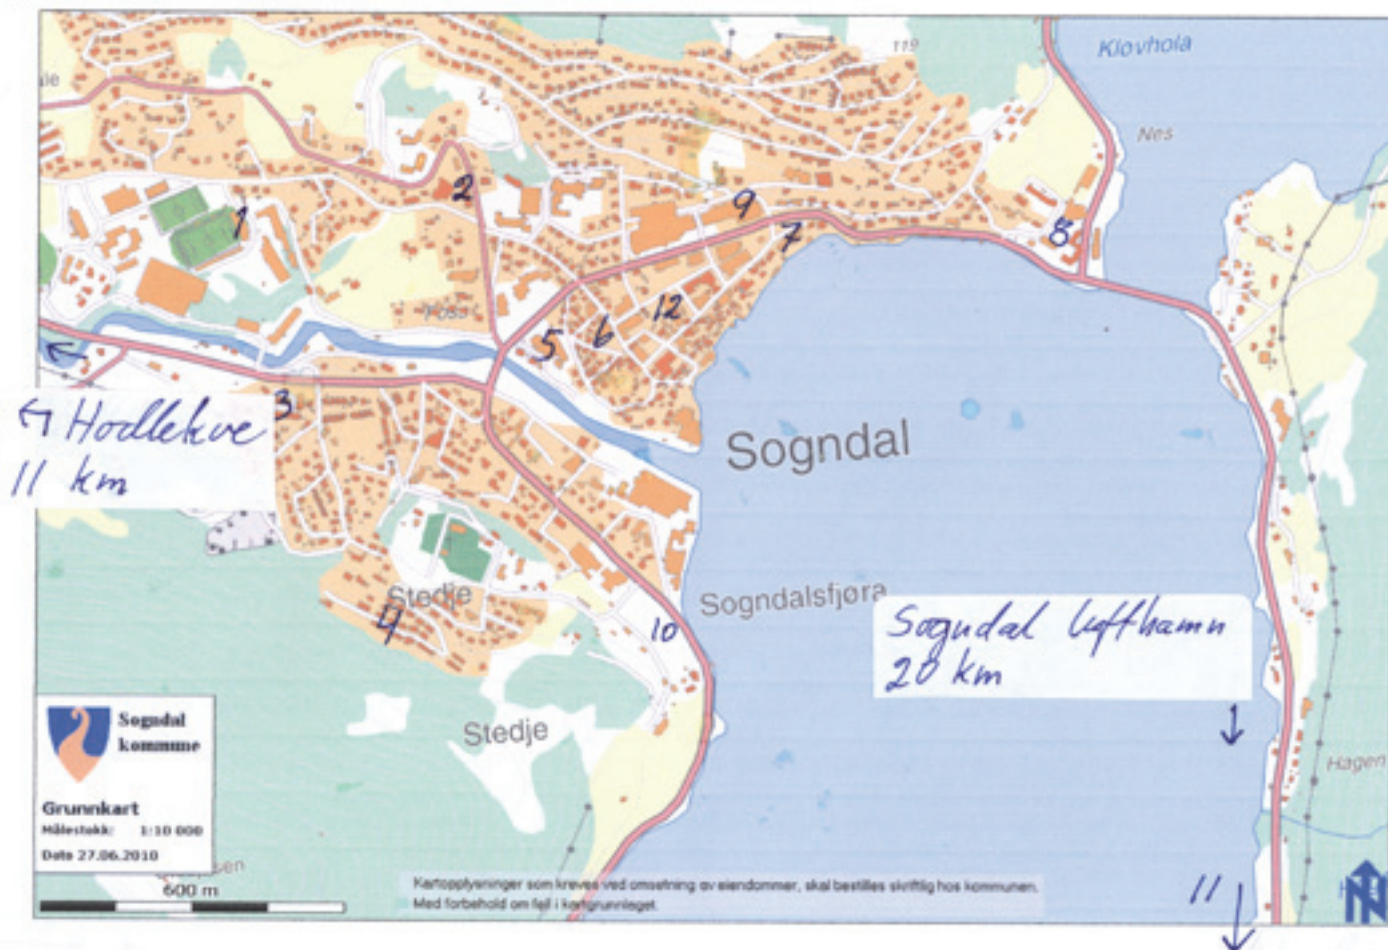 119
Kløvhola
Nes
1
2
9
7
8
Foss
5
6
12
3
← Hodlekve
11 km
Sogndal
Stedje
4
10
Sogndalsfjøra
Sogndal lufthamn
20 km
Stedje
Sogndal
kommune
Hagen
Grunnkart
Målestokk: 1:10 000
Dato 27.06.2010
600 m
Kartopplysninger som kreves ved omsetning av eiendommer, skal bestilles skriftlig hos kommunen.
Med forbehold om feil i kartgrunnlaget.
11
N